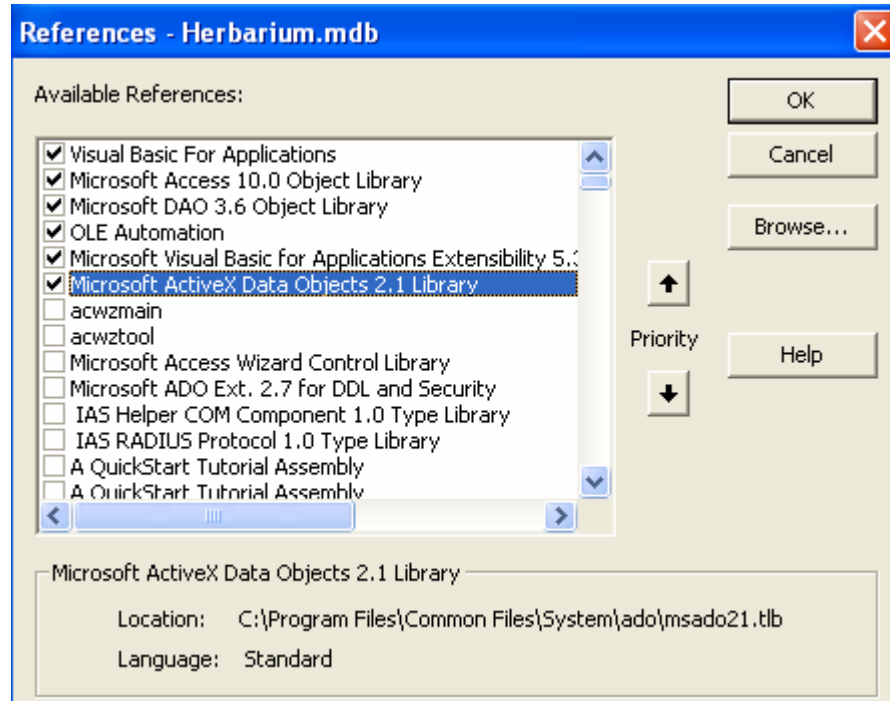 References - Herbarium.mdb
Available References:
OK
Cancel
Browse...
Priority
Help
Visual Basic For Applications
Microsoft Access 10.0 Object Library
Microsoft DAO 3.6 Object Library
OLE Automation
Microsoft Visual Basic for Applications Extensibility 5.
Microsoft ActiveX Data Objects 2.1 Library
acwzmain
acwztool
Microsoft Access Wizard Control Library
Microsoft ADO Ext. 2.7 for DDL and Security
IAS Helper COM Component 1.0 Type Library
IAS RADIUS Protocol 1.0 Type Library
A QuickStart Tutorial Assembly
A QuickStart Tutorial Assembly
Microsoft ActiveX Data Objects 2.1 Library
Location: C:\Program Files\Common Files\System\ado\msado21.tlb
Language: Standard